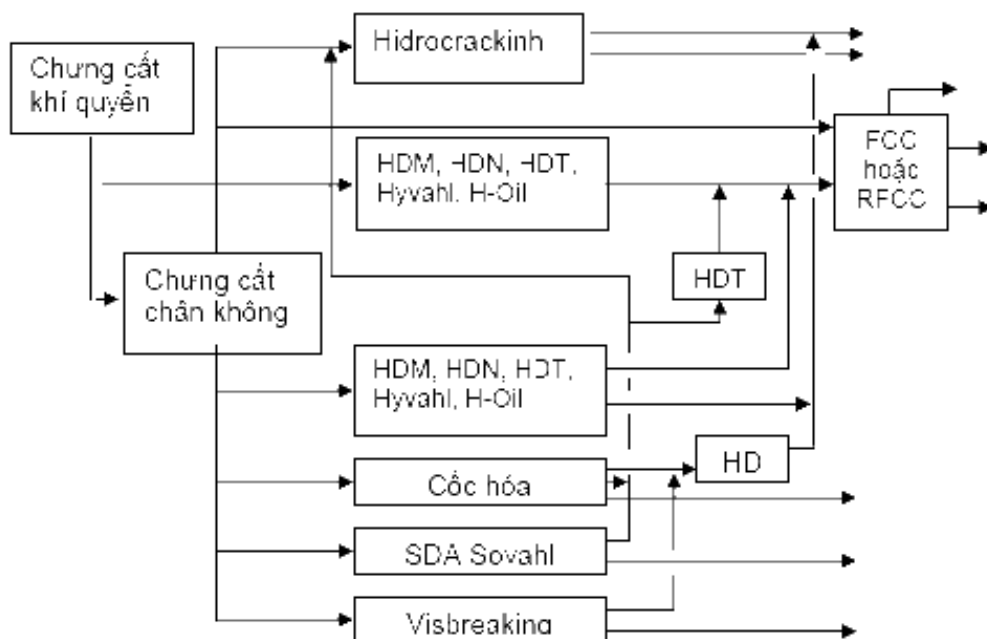 Hidrocrackinh
Chưng cất
khí quyển
FCC
hoặc
RFCC
HDM, HDN, HDT,
Hyvahl. H-Oil
Chưng cất
chân không
HDT
HDM, HDN, HDT,
Hyvahl, H-Oil
HD
Cốc hóa
SDA Sovahl
Visbreaking